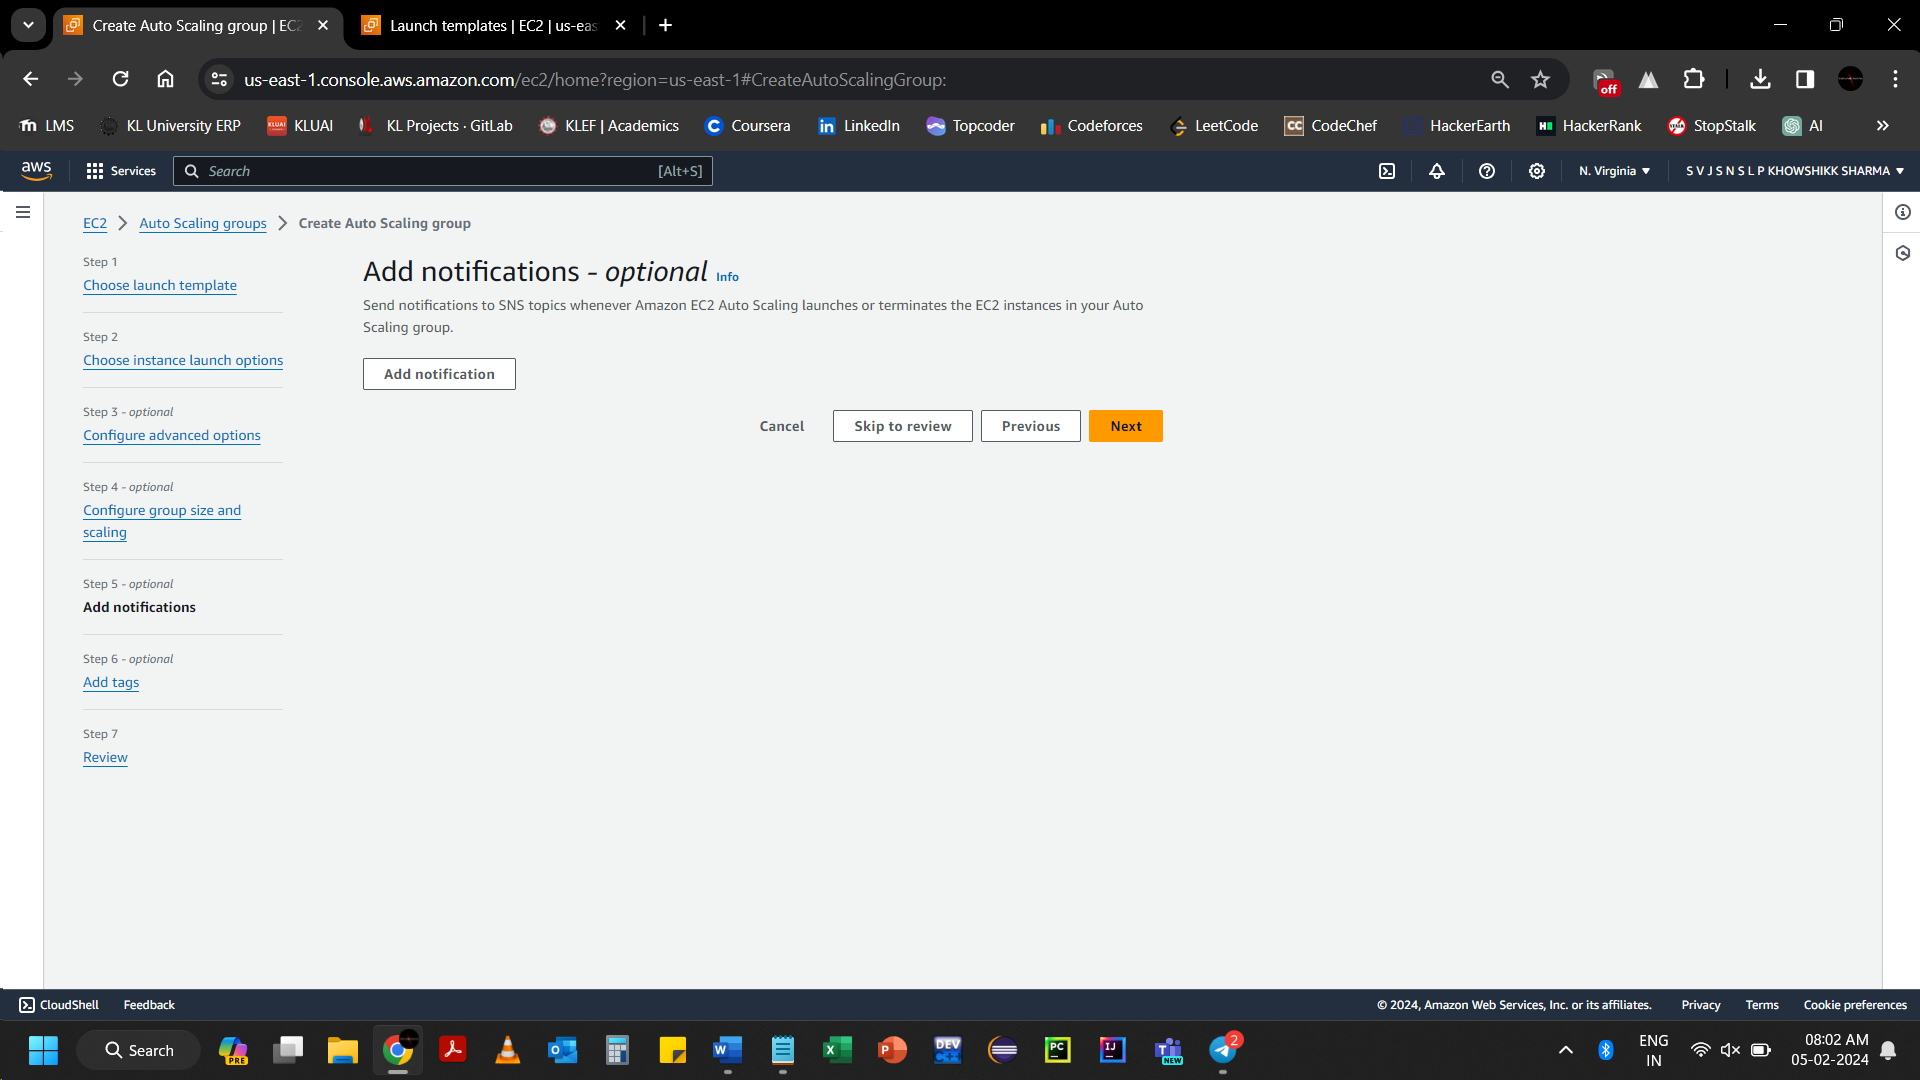 Create Auto Scaling group | EC2
Launch templates | EC2 | us-eas
us-east-1.console.aws.amazon.com/ec2/home?region=us-east-1#CreateAutoScalingGroup:
off
LMS
KL University ERP
KLUAI
KLUAI
KL Projects · GitLab
KLEF | Academics
Coursera
LinkedIn
Topcoder
Codeforces
LeetCode
CodeChef
HackerEarth
HackerRank
StopStalk
AI
aws
Services
Search
[Alt+S]
N. Virginia
S V J S N S L P KHOWSHIKK SHARMA
EC2
Auto Scaling groups
Create Auto Scaling group
Step 1
Choose launch template
Step 2
Choose instance launch options
Step 3 - optional
Configure advanced options
Step 4 - optional
Configure group size and
scaling
Step 5 - optional
Add notifications
Step 6 - optional
Add tags
Step 7
Review
Add notifications - optional Info
Send notifications to SNS topics whenever Amazon EC2 Auto Scaling launches or terminates the EC2 instances in your Auto
Scaling group.
Add notification
Cancel
Skip to review
Previous
Next
CloudShell
Feedback
© 2024, Amazon Web Services, Inc. or its affiliates.
Privacy
Terms
Cookie preferences
Search
PRE
DEV
PC
IJ
NEW
2
ENG
IN
08:02 AM
05-02-2024